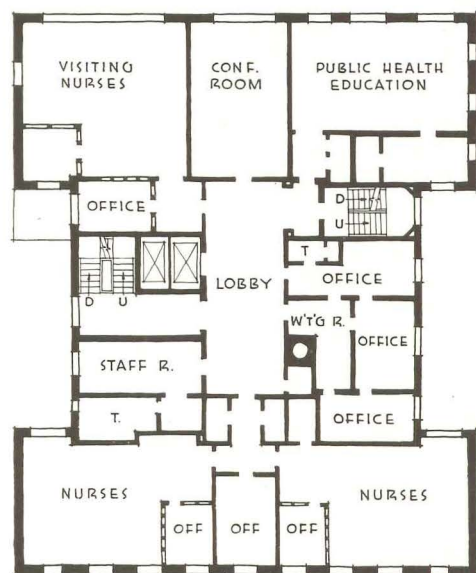 VISITING
NURSES
CONF.
ROOM
PUBLIC HEALTH
EDUCATION
OFFICE
D
U
T
OFFICE
LOBBY
D U
W'T'G R.
OFFICE
STAFF R.
OFFICE
T.
NURSES
NURSES
OFF
OFF
OFF